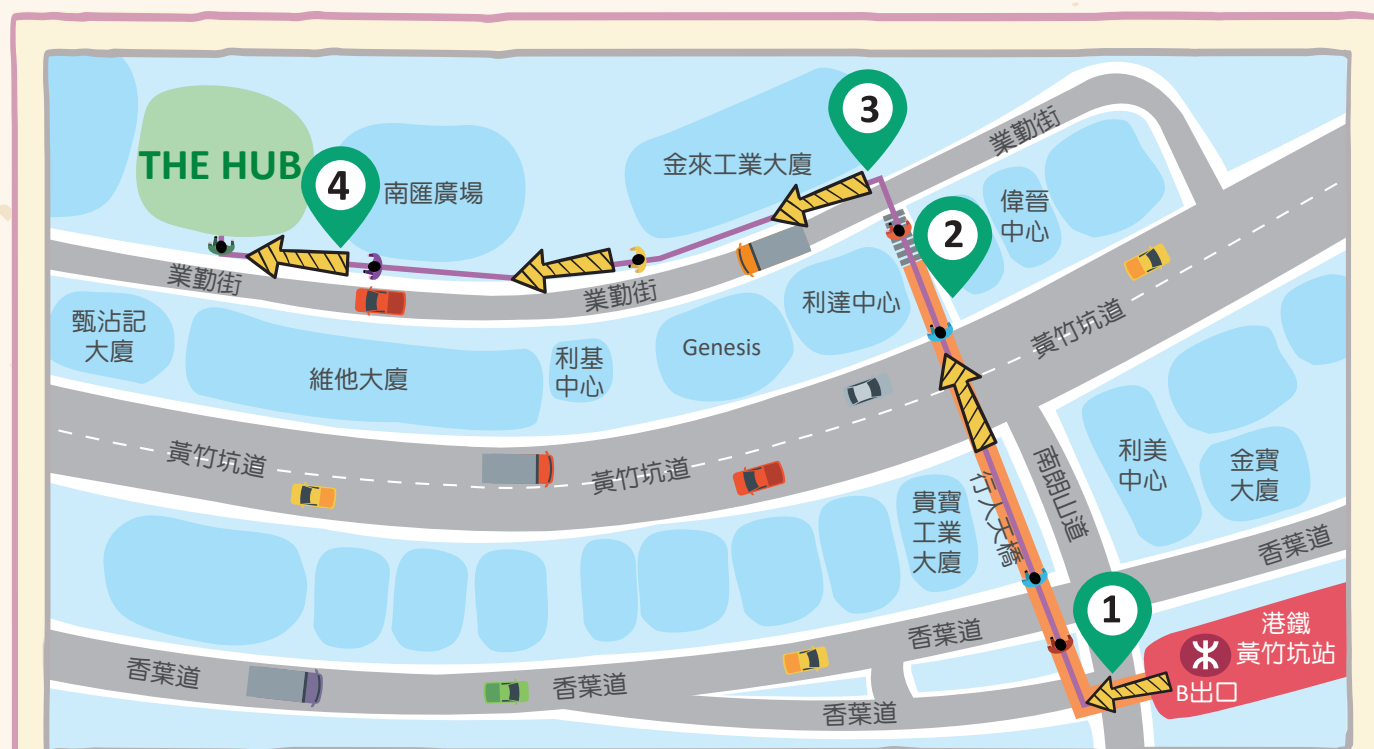 3
業勤街
THE HUB
4
南匯廣場
金來工業大廈
2
偉晉
中心
業勤街
業勤街
利達中心
甄沾記
大廈
維他大廈
利基
中心
Genesis
黃竹坑道
黃竹坑道
黃竹坑道
利美
中心
金寶
大廈
南朗山道
行人天橋
貴寶
工業
大廈
香葉道
1
港鐵
黃竹坑站
B出口
香葉道
香葉道
香葉道
香葉道